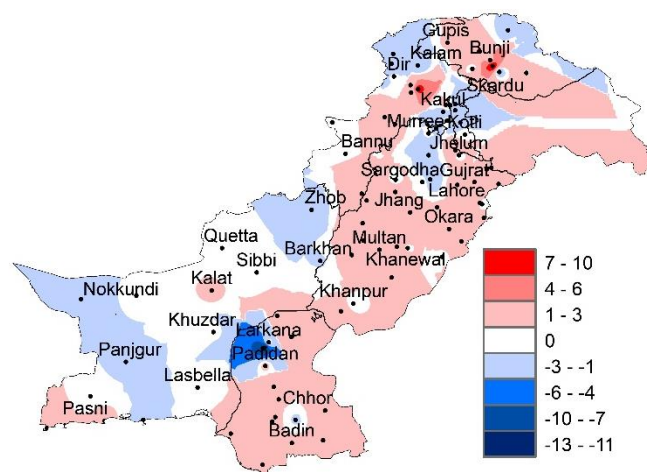 Gupis
Kalam
Bunji
Dir
Skardu
Kakul
Murree
Kotli
Bannu
Jhelum
Sargodha
Gujrat
Zhob
Jhang
Lahore
Okara
Quetta
Barkhan
Multan
Sibbi
Khanewal
Kalat
Nokkundi
Khanpur
Khuzdar
Larkana
Padidan
Panjgur
Lasbella
Chhor
Pasni
Badin
7 - 10
4 - 6
1 - 3
0
-3 - -1
-6 - -4
-10 - -7
-13 - -11